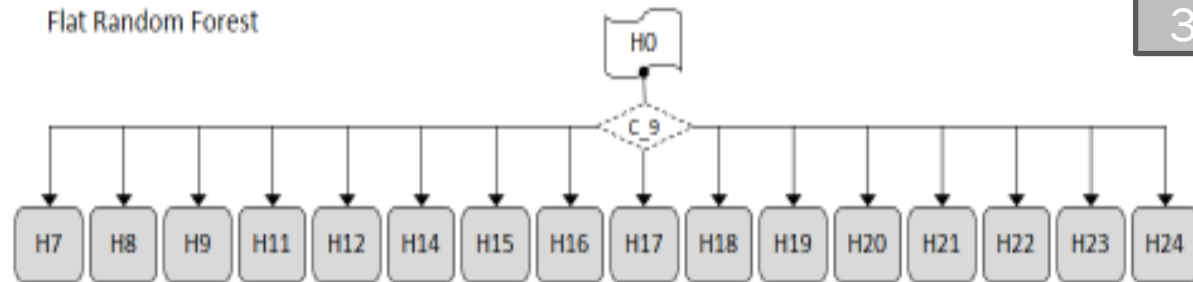 Flat Random Forest
3
H0
C_9
H7 H8 H9 H11 H12 H14 H15 H16 H17 H18 H19 H20 H21 H22 H23 H24